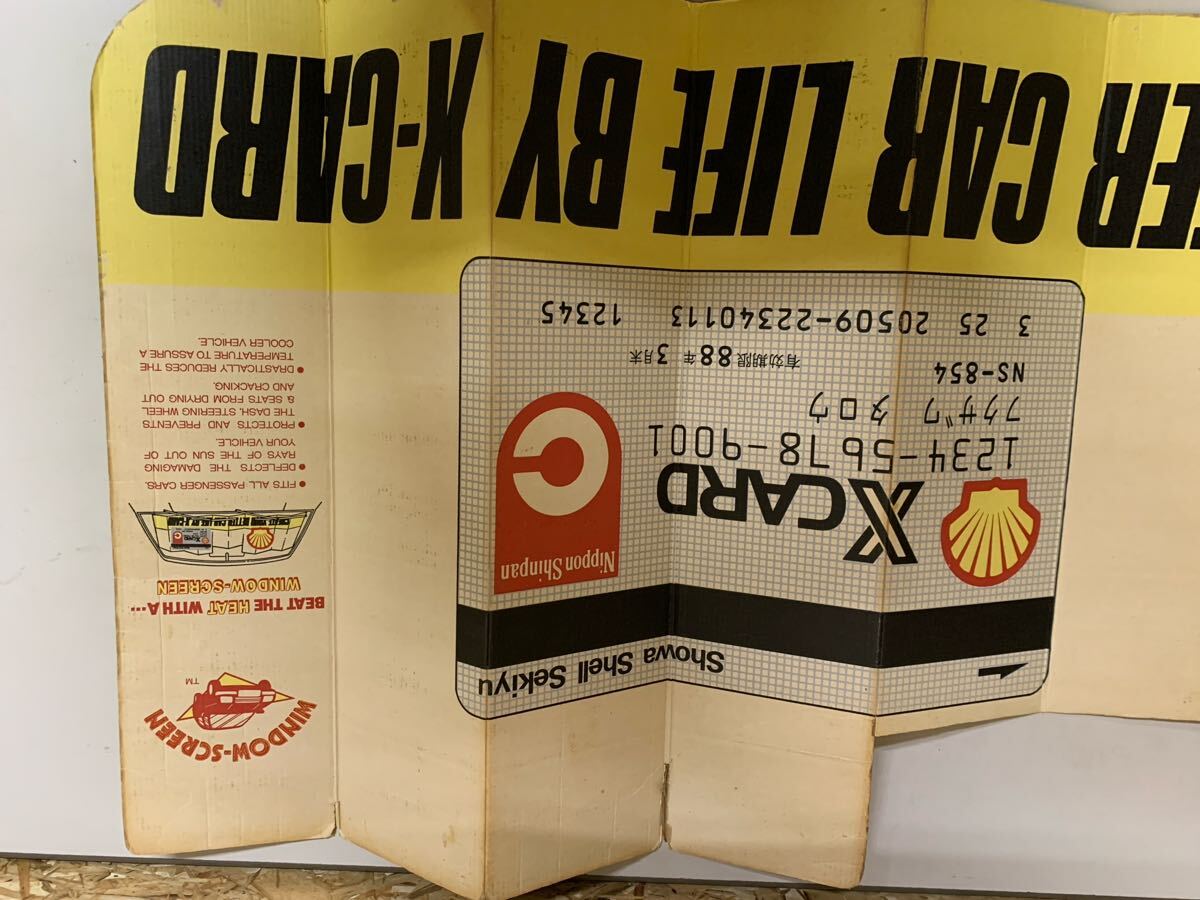 Showa Shell Sekiyu
X CARD
Nippon Shinpan
1234-5678-9001
フカザワ タロウ
NS-854
有効期限 88年 3月末
3 25 20509-22340113 12345
ER CAR LIFE BY X-CARD
WINDOW-SCREEN
TM
BEAT THE HEAT WITH A...
WINDOW-SCREEN
● FITS ALL PASSENGER CARS.
● DEFLECTS THE DAMAGING
RAYS OF THE SUN OUT OF
YOUR VEHICLE.
● PROTECTS AND PREVENTS
THE DASH, STEERING WHEEL
& SEATS FROM DRYING OUT
AND CRACKING.
● DRASTICALLY REDUCES THE
TEMPERATURE TO ASSURE A
COOLER VEHICLE.